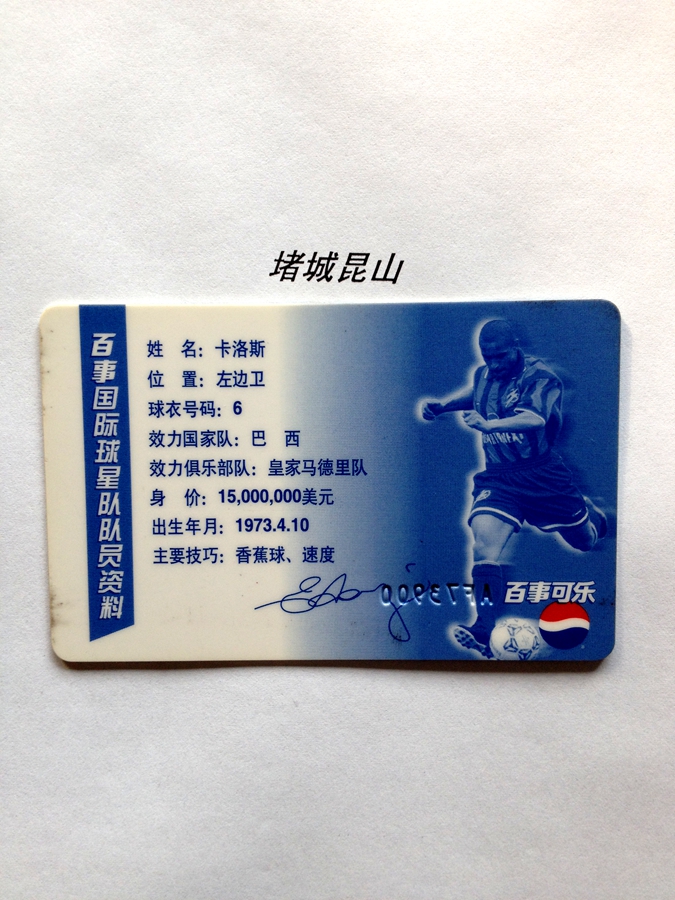 堵城昆山
百事国际球星队队员资料
姓 名：卡洛斯
位 置：左边卫
球衣号码：6
效力国家队：巴 西
效力俱乐部队：皇家马德里队
身 价：15,000,000美元
出生年月：1973.4.10
主要技巧：香蕉球、速度
AF73900
百事可乐